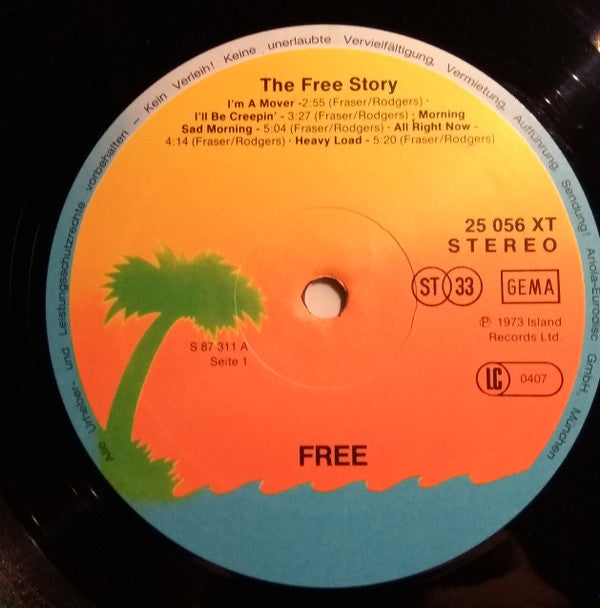 Alle Urheber- und Leistungsschutzrechte vorbehalten – Kein Verleih! Keine unerlaubte Vervielfältigung, Vermietung, Aufführung, Sendung! Ariola-Eurodisc GmbH, München
The Free Story
I'm A Mover -2:55 (Fraser/Rodgers) ·
I'll Be Creepin' - 3:27 (Fraser/Rodgers) · Morning
Sad Morning - 5:04 (Fraser/Rodgers) · All Right Now -
4:14 (Fraser/Rodgers) · Heavy Load - 5:20 (Fraser/Rodgers)
25 056 XT
STEREO
ST 33 GEMA
℗ 1973 Island
Records Ltd.
S 87 311 A
Seite 1
LC 0407
FREE